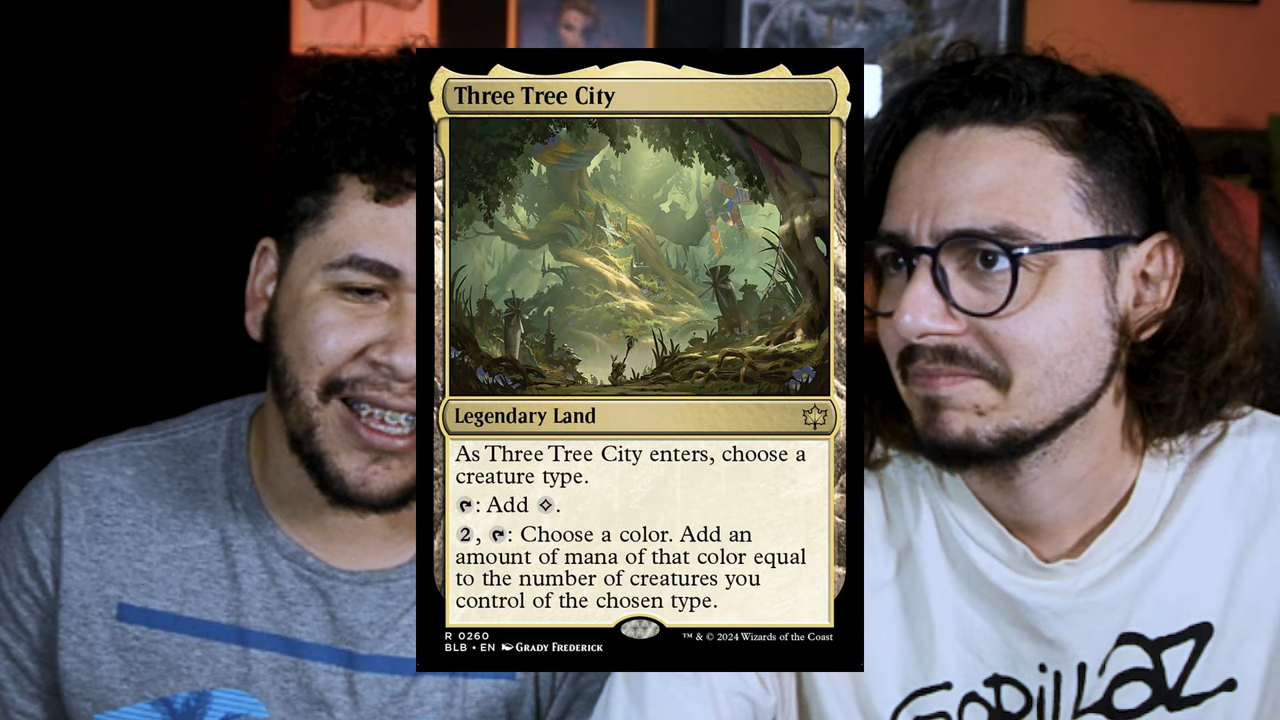 Three Tree City
Legendary Land
As Three Tree City enters, choose a
creature type.
: Add .
2, : Choose a color. Add an
amount of mana of that color equal
to the number of creatures you
control of the chosen type.
R 0260
BLB • EN GRADY FREDERICK
™ & © 2024 Wizards of the Coast
GORiLLAZ